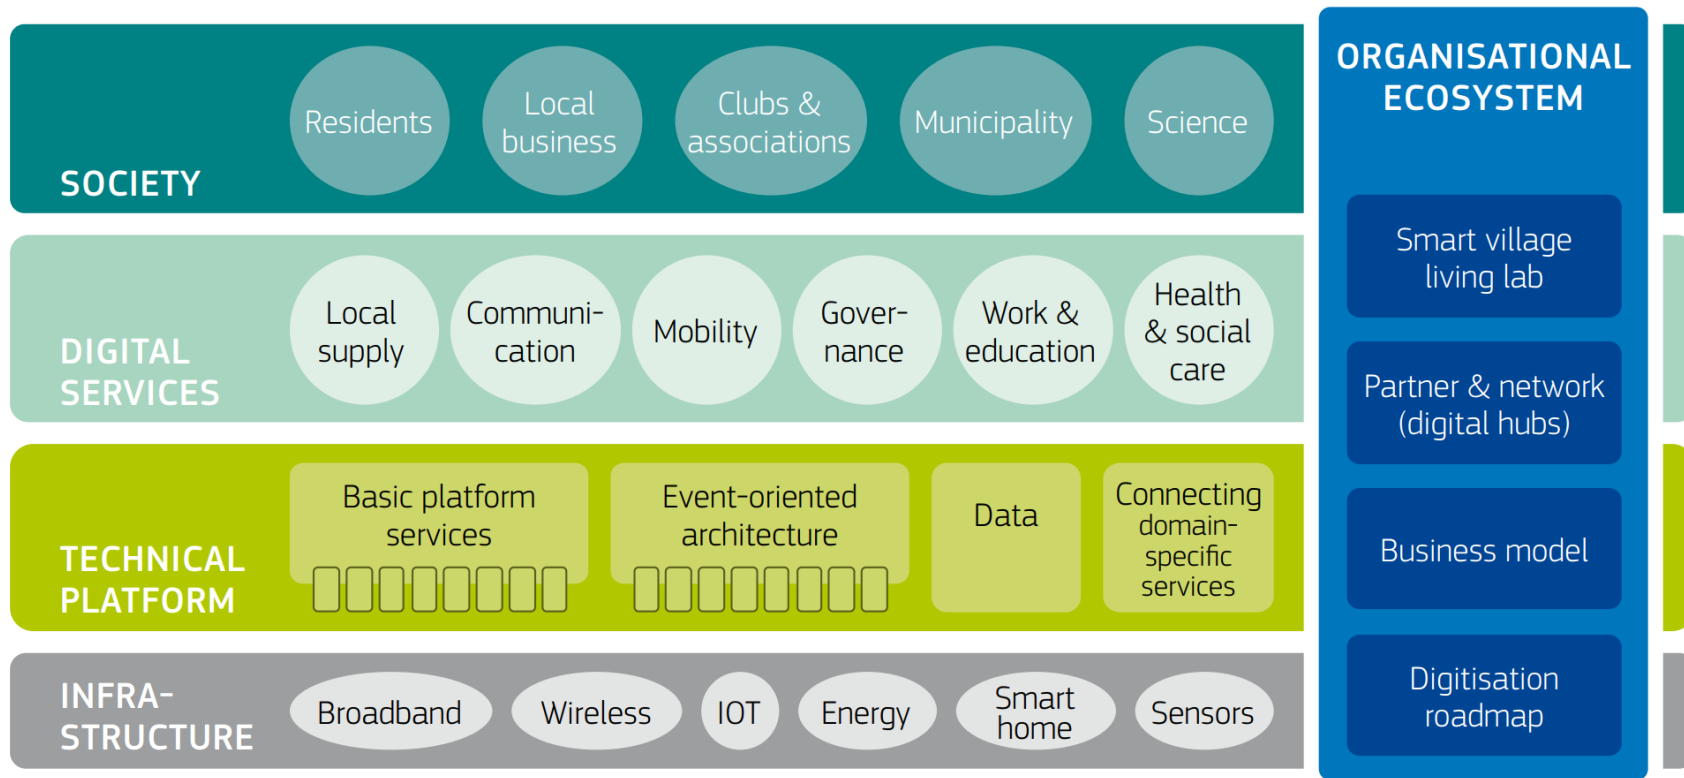 SOCIETY
Residents
Local
business
Clubs &
associations
Municipality
Science
DIGITAL
SERVICES
Local
supply
Communi-
cation
Mobility
Gover-
nance
Work &
education
Health
& social
care
TECHNICAL
PLATFORM
Basic platform
services
Event-oriented
architecture
Data
Connecting
domain-
specific
services
INFRA-
STRUCTURE
Broadband
Wireless
IOT
Energy
Smart
home
Sensors
ORGANISATIONAL
ECOSYSTEM
Smart village
living lab
Partner & network
(digital hubs)
Business model
Digitisation
roadmap